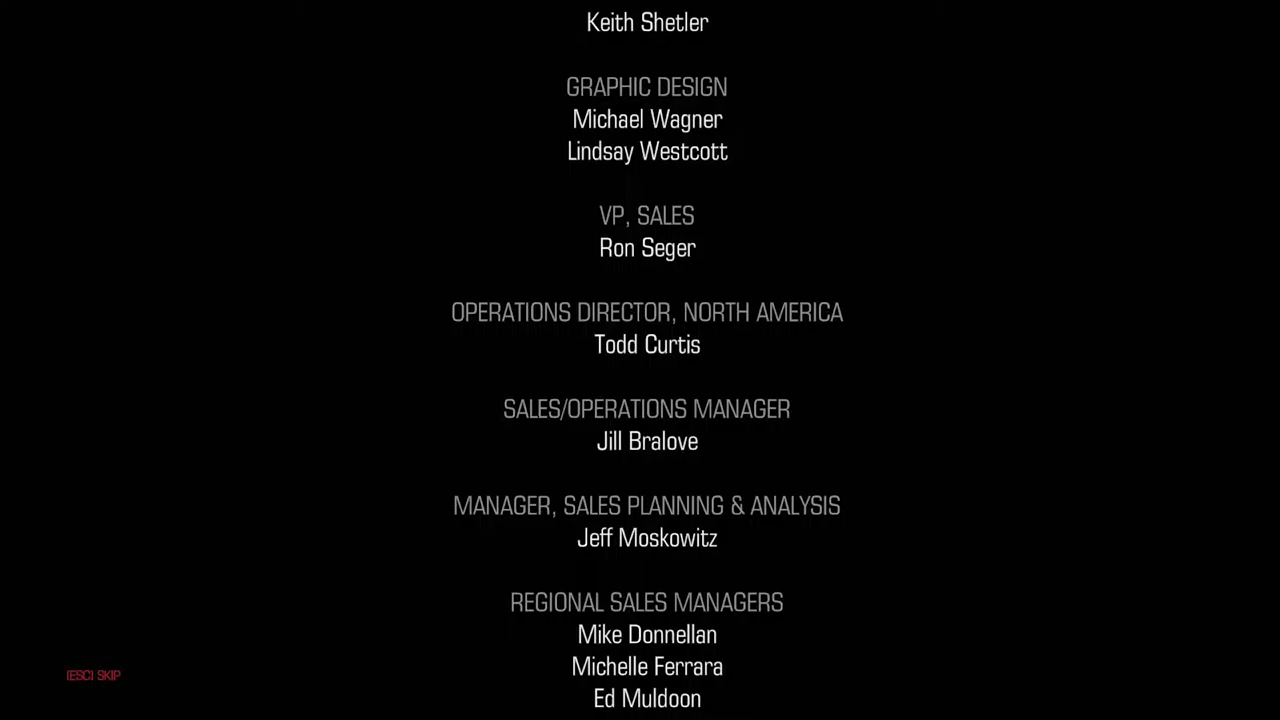 Keith Shetler
GRAPHIC DESIGN
Michael Wagner
Lindsay Westcott
VP, SALES
Ron Seger
OPERATIONS DIRECTOR, NORTH AMERICA
Todd Curtis
SALES/OPERATIONS MANAGER
Jill Bralove
MANAGER, SALES PLANNING & ANALYSIS
Jeff Moskowitz
REGIONAL SALES MANAGERS
Mike Donnellan
Michelle Ferrara
[ESC] SKIP
Ed Muldoon